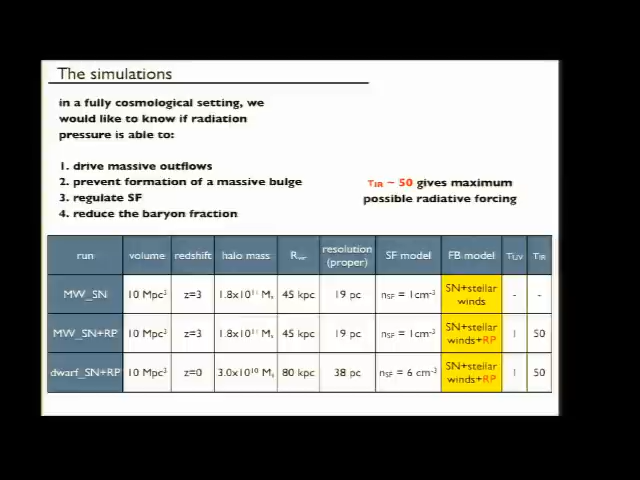 The simulations
in a fully cosmological setting, we
would like to know if radiation
pressure is able to:
1. drive massive outflows
2. prevent formation of a massive bulge
3. regulate SF
4. reduce the baryon fraction
τIR ~ 50 gives maximum
possible radiative forcing
run volume redshift halo mass Rvir resolution (proper) SF model FB model τUV τIR
MW_SN 10 Mpc³ z=3 1.8x10¹¹ M, 45 kpc 19 pc nSF = 1cm⁻³ SN+stellar winds - -
MW_SN+RP 10 Mpc³ z=3 1.8x10¹¹ M, 45 kpc 19 pc nSF = 1cm⁻³ SN+stellar winds+RP 1 50
dwarf_SN+RP 10 Mpc³ z=0 3.0x10¹⁰ M, 80 kpc 38 pc nSF = 6 cm⁻³ SN+stellar winds+RP 1 50